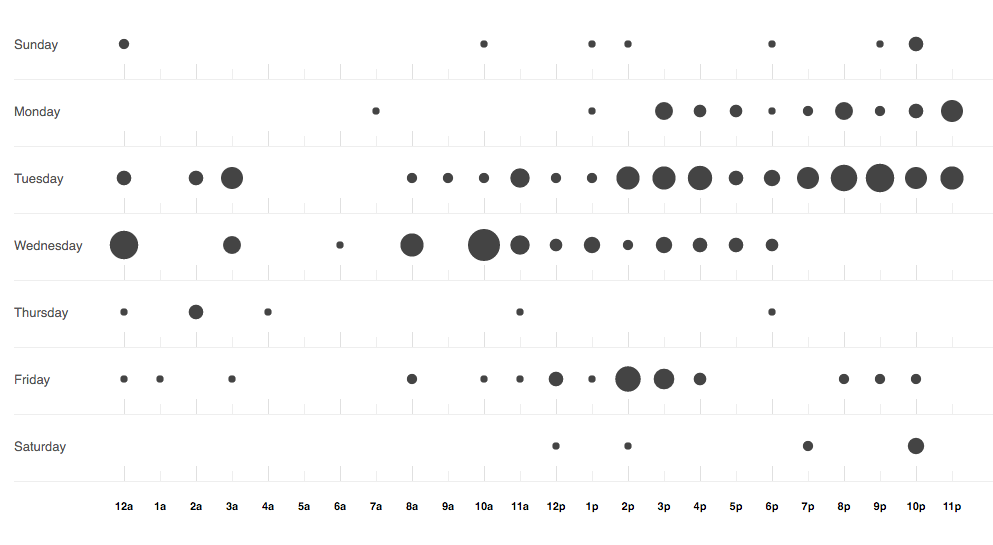 Sunday
Monday
Tuesday
Wednesday
Thursday
Friday
Saturday
12a 1a 2a 3a 4a 5a 6a 7a 8a 9a 10a 11a 12p 1p 2p 3p 4p 5p 6p 7p 8p 9p 10p 11p